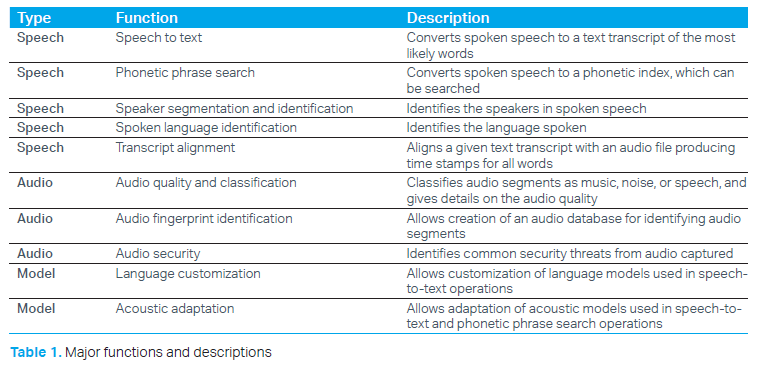 Type Function Description
Speech Speech to text Converts spoken speech to a text transcript of the most
likely words
Speech Phonetic phrase search Converts spoken speech to a phonetic index, which can
be searched
Speech Speaker segmentation and identification Identifies the speakers in spoken speech
Speech Spoken language identification Identifies the language spoken
Speech Transcript alignment Aligns a given text transcript with an audio file producing
time stamps for all words
Audio Audio quality and classification Classifies audio segments as music, noise, or speech, and
gives details on the audio quality
Audio Audio fingerprint identification Allows creation of an audio database for identifying audio
segments
Audio Audio security Identifies common security threats from audio captured
Model Language customization Allows customization of language models used in speech-
to-text operations
Model Acoustic adaptation Allows adaptation of acoustic models used in speech-to-
text and phonetic phrase search operations
Table 1. Major functions and descriptions